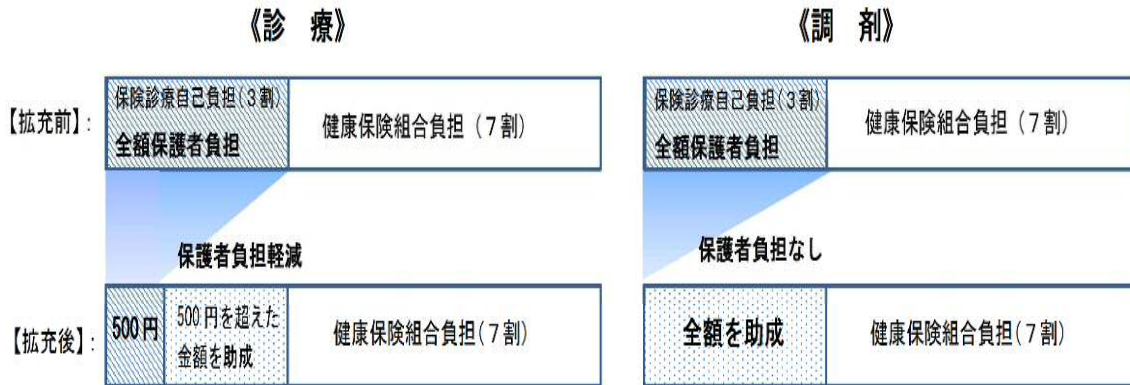 《診　療》
《調　剤》
【拡充前】：
保険診療自己負担(３割)
全額保護者負担
健康保険組合負担（７割）
保険診療自己負担(３割)
全額保護者負担
健康保険組合負担（７割）
保護者負担軽減
保護者負担なし
【拡充後】：
500円
500円を超えた
金額を助成
健康保険組合負担(７割)
全額を助成
健康保険組合負担(７割)